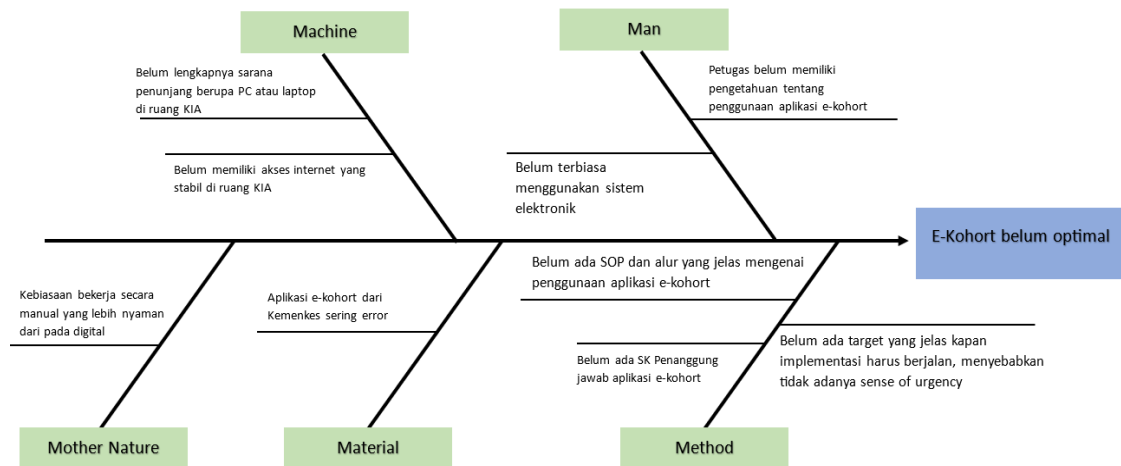 Machine
Man
Belum lengkapnya sarana
penunjang berupa PC atau laptop
di ruang KIA
Petugas belum memiliki
pengetahuan tentang
penggunaan aplikasi e-kohort
Belum memiliki akses internet yang
stabil di ruang KIA
Belum terbiasa
menggunakan sistem
elektronik
E-Kohort belum optimal
Belum ada SOP dan alur yang jelas mengenai
penggunaan aplikasi e-kohort
Kebiasaan bekerja secara
manual yang lebih nyaman
dari pada digital
Aplikasi e-kohort dari
Kemenkes sering error
Belum ada SK Penanggung
jawab aplikasi e-kohort
Belum ada target yang jelas kapan
implementasi harus berjalan, menyebabkan
tidak adanya sense of urgency
Mother Nature
Material
Method